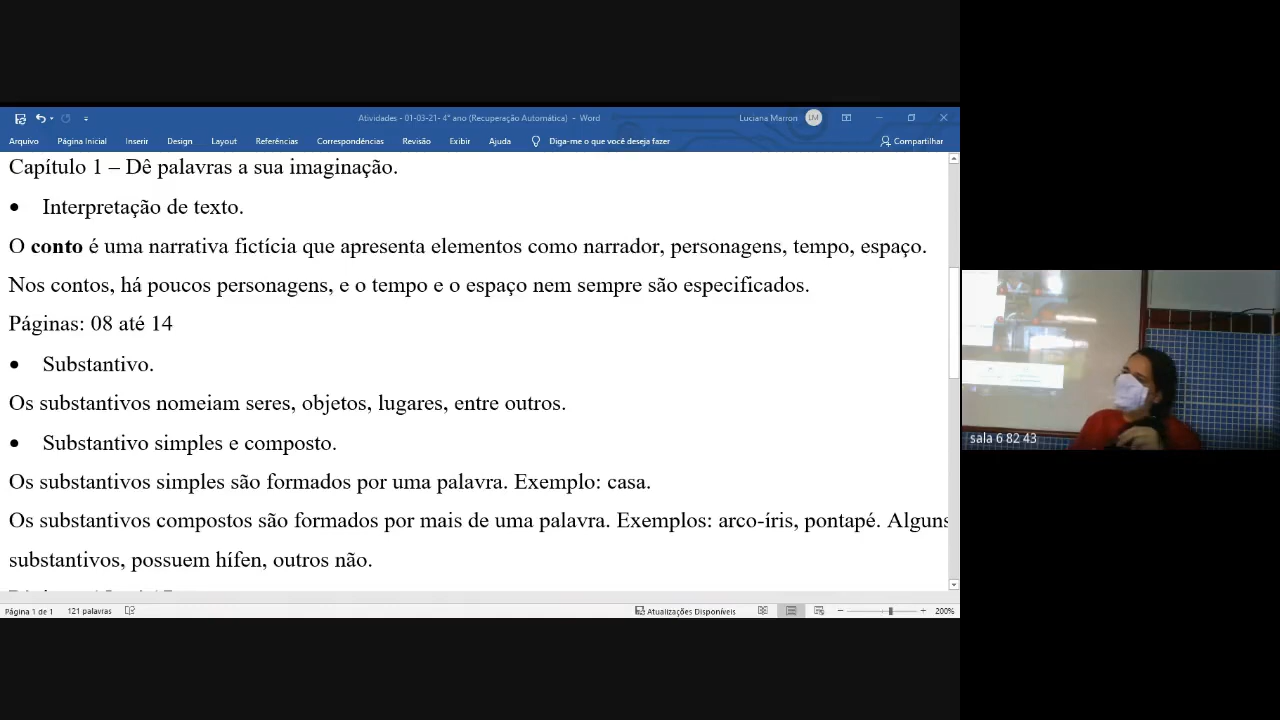 Atividades - 01-03-21- 4° ano (Recuperação Automática) - Word
Luciana Marron
LM
Arquivo Página Inicial Inserir Design Layout Referências Correspondências Revisão Exibir Ajuda Diga-me o que você deseja fazer Compartilhar
Capítulo 1 – Dê palavras a sua imaginação.
• Interpretação de texto.
O conto é uma narrativa fictícia que apresenta elementos como narrador, personagens, tempo, espaço.
Nos contos, há poucos personagens, e o tempo e o espaço nem sempre são especificados.
Páginas: 08 até 14
• Substantivo.
Os substantivos nomeiam seres, objetos, lugares, entre outros.
• Substantivo simples e composto.
Os substantivos simples são formados por uma palavra. Exemplo: casa.
Os substantivos compostos são formados por mais de uma palavra. Exemplos: arco-íris, pontapé. Alguns
substantivos, possuem hífen, outros não.
Página 1 de 1 121 palavras Atualizações Disponíveis 200%
sala 6 82 43